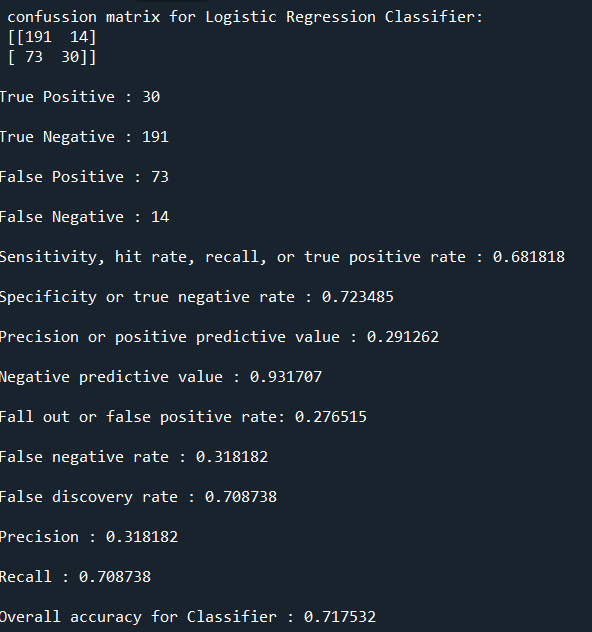 confussion matrix for Logistic Regression Classifier:
[[191 14]
[ 73 30]]
True Positive : 30
True Negative : 191
False Positive : 73
False Negative : 14
Sensitivity, hit rate, recall, or true positive rate : 0.681818
Specificity or true negative rate : 0.723485
Precision or positive predictive value : 0.291262
Negative predictive value : 0.931707
Fall out or false positive rate: 0.276515
False negative rate : 0.318182
False discovery rate : 0.708738
Precision : 0.318182
Recall : 0.708738
Overall accuracy for Classifier : 0.717532